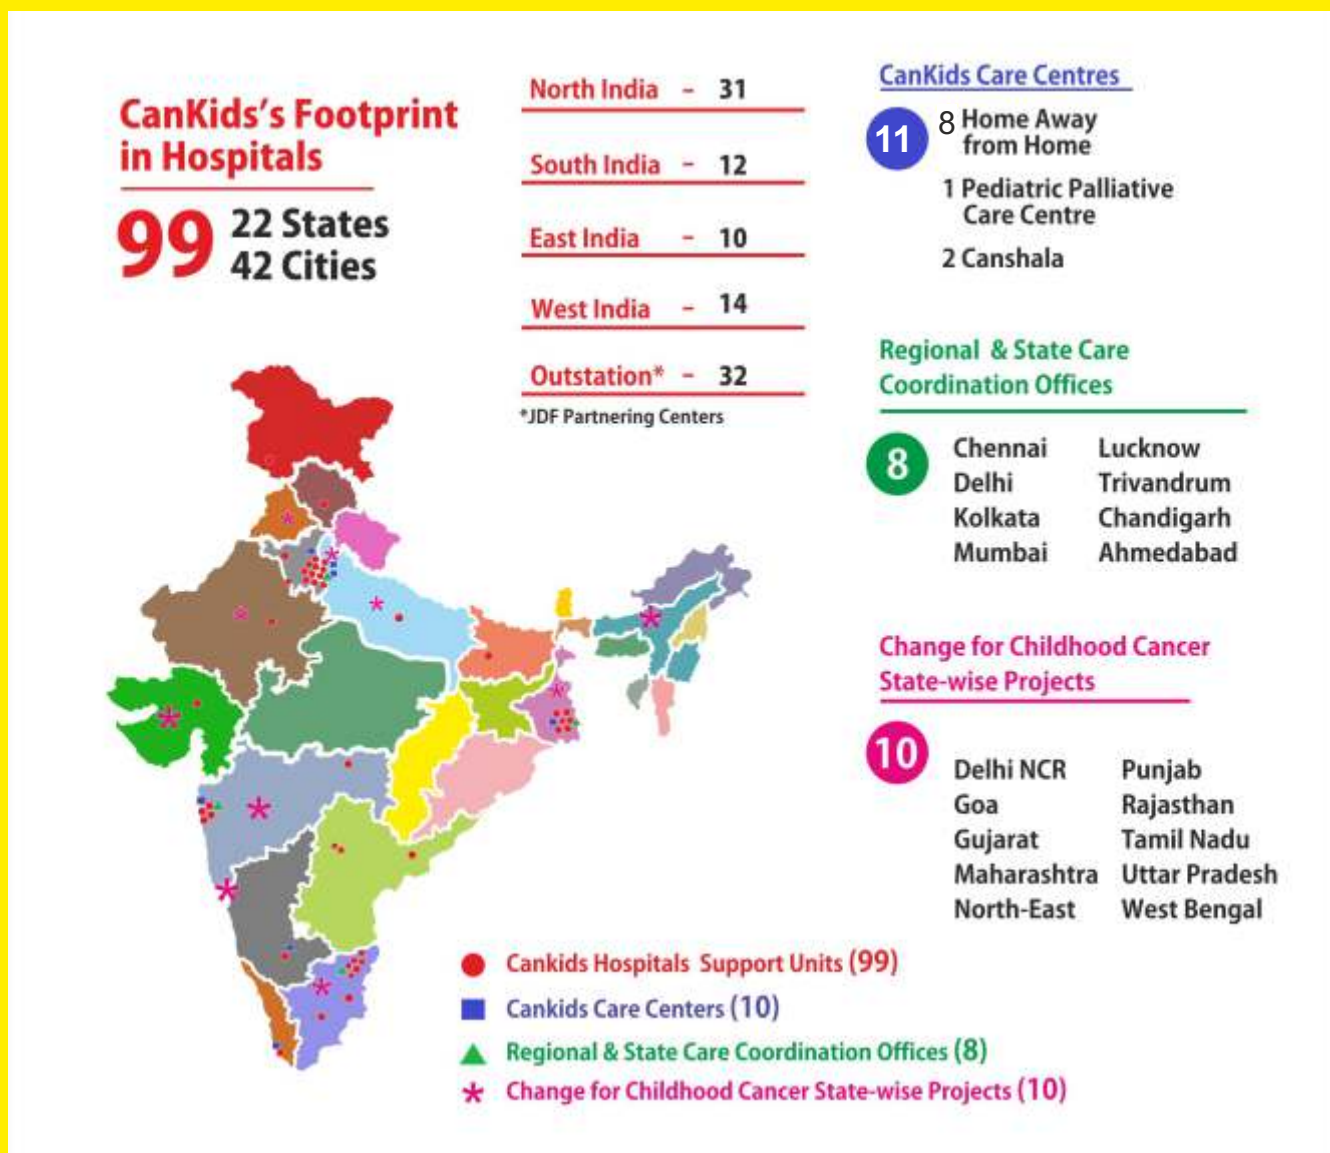 CanKids's Footprint
in Hospitals
99
22 States
42 Cities
North India - 31
South India - 12
East India - 10
West India - 14
Outstation* - 32
*JDF Partnering Centers
CanKids Care Centres
11
8 Home Away
from Home
1 Pediatric Palliative
Care Centre
2 Canshala
Regional & State Care
Coordination Offices
8
Chennai Lucknow
Delhi Trivandrum
Kolkata Chandigarh
Mumbai Ahmedabad
Change for Childhood Cancer
State-wise Projects
10
Delhi NCR Punjab
Goa Rajasthan
Gujarat Tamil Nadu
Maharashtra Uttar Pradesh
North-East West Bengal
Cankids Hospitals Support Units (99)
Cankids Care Centers (10)
Regional & State Care Coordination Offices (8)
Change for Childhood Cancer State-wise Projects (10)